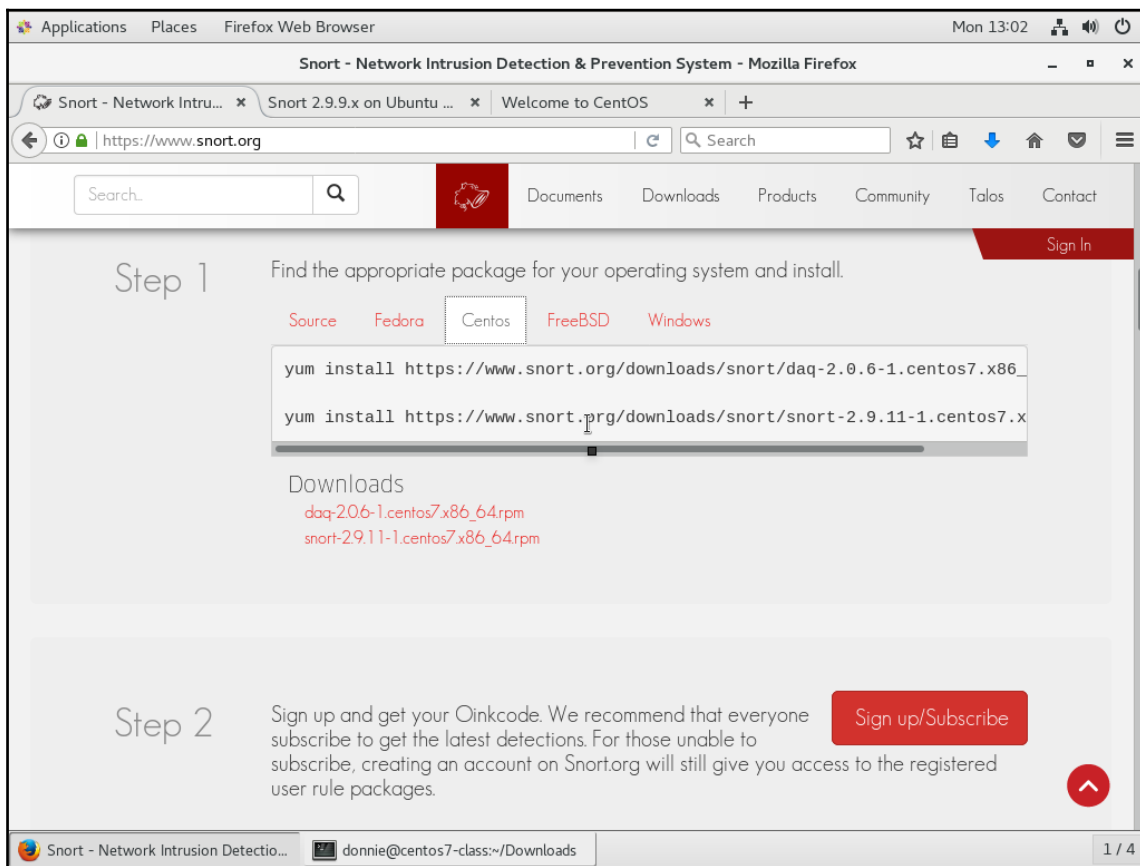 Applications Places Firefox Web Browser Mon 13:02
Snort - Network Intrusion Detection & Prevention System - Mozilla Firefox
Snort - Network Intru... Snort 2.9.9.x on Ubuntu ... Welcome to CentOS
https://www.snort.org Search
Search.. Documents Downloads Products Community Talos Contact
Sign In
Step 1 Find the appropriate package for your operating system and install.
Source Fedora Centos FreeBSD Windows
yum install https://www.snort.org/downloads/snort/daq-2.0.6-1.centos7.x86_
yum install https://www.snort.org/downloads/snort/snort-2.9.11-1.centos7.x
Downloads
daq-2.0.6-1.centos7.x86_64.rpm
snort-2.9.11-1.centos7.x86_64.rpm
Step 2 Sign up and get your Oinkcode. We recommend that everyone Sign up/Subscribe
subscribe to get the latest detections. For those unable to
subscribe, creating an account on Snort.org will still give you access to the registered
user rule packages.
Snort - Network Intrusion Detectio... donnie@centos7-class:~/Downloads 1 / 4